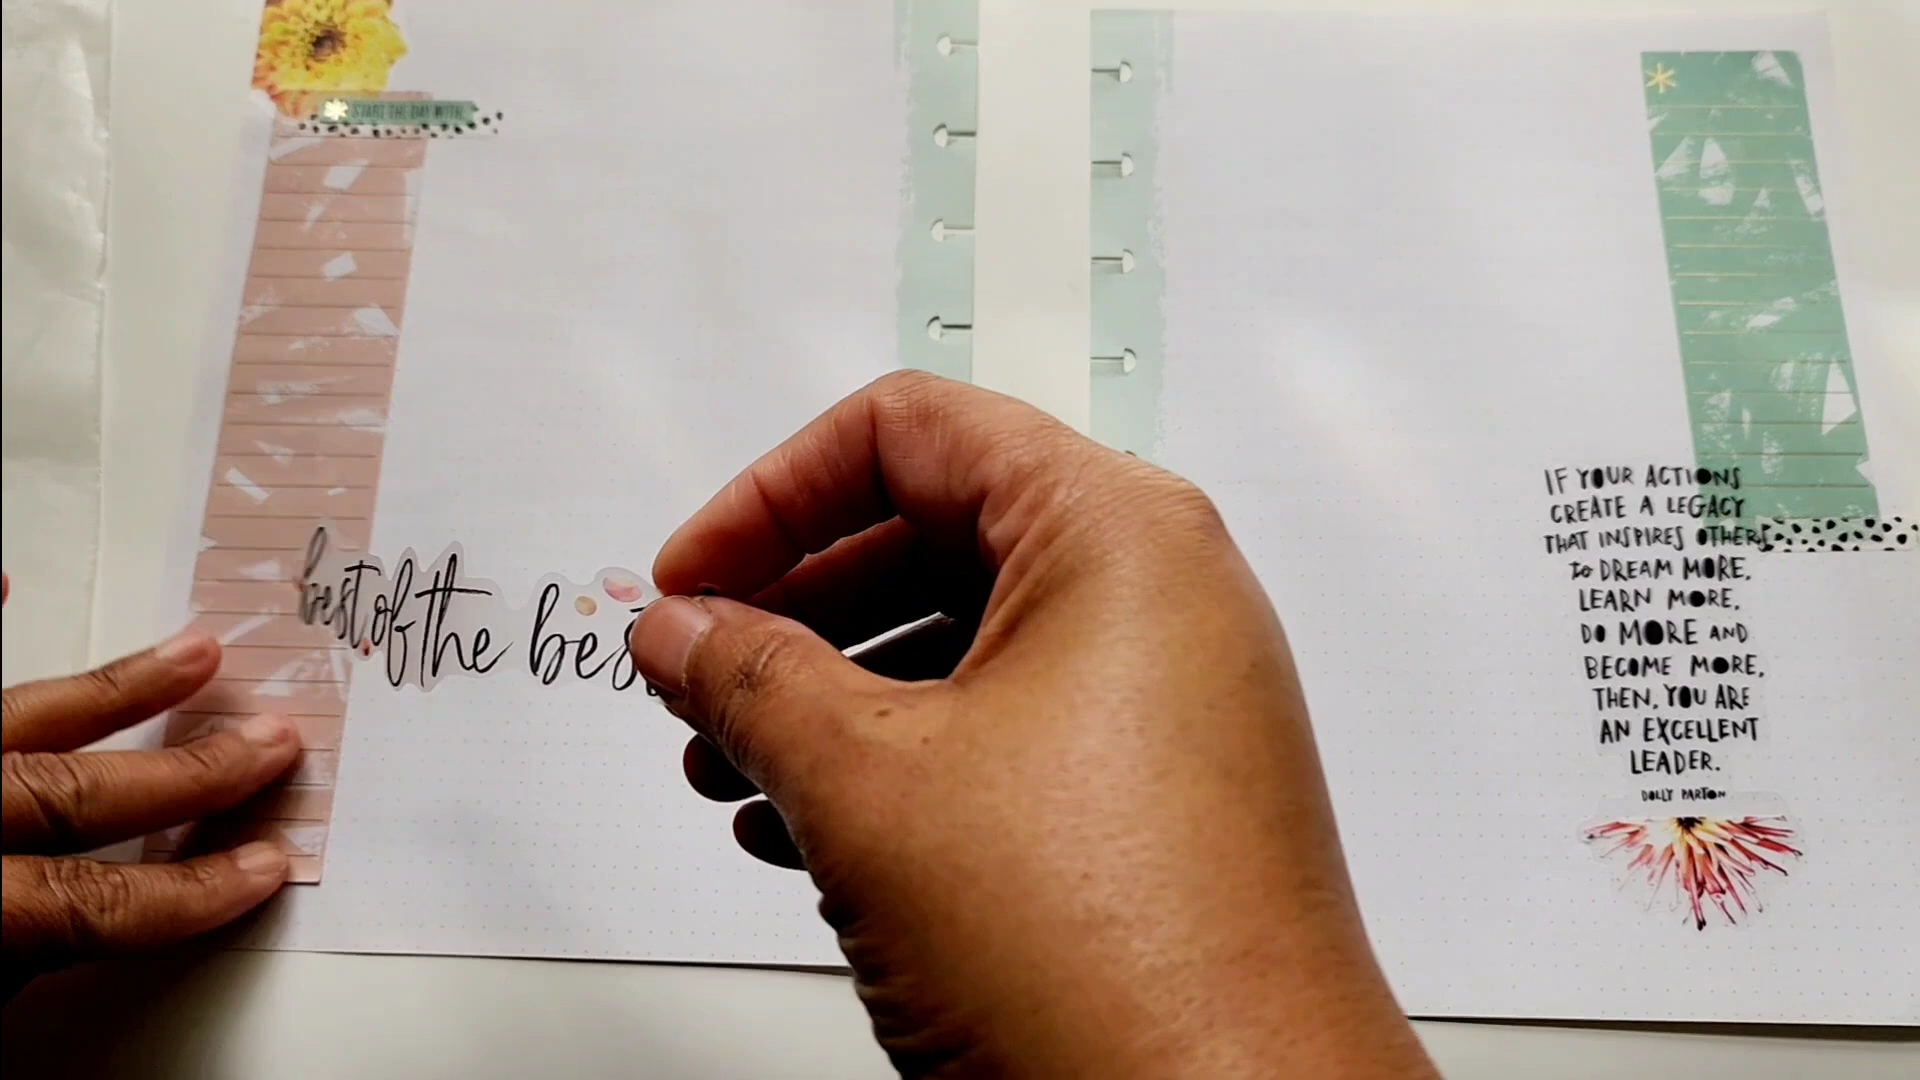 START THE DAY WITH
best of the best
IF YOUR ACTIONS
CREATE A LEGACY
THAT INSPIRES OTHERS
to DREAM MORE,
LEARN MORE,
DO MORE AND
BECOME MORE,
THEN, YOU ARE
AN EXCELLENT
LEADER.
DOLLY PARTON